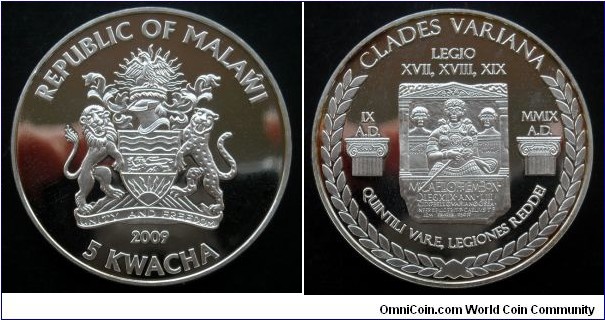 REPUBLIC OF MALAWI
UNITY AND FREEDOM
2009
5 KWACHA
CLADES VARIANA
LEGIO
XVII, XVIII, XIX
IX
A.D.
MMIX
A.D.
QUINTILI VARE, LEGIONES REDDE!
OmniCoin.com World Coin Community